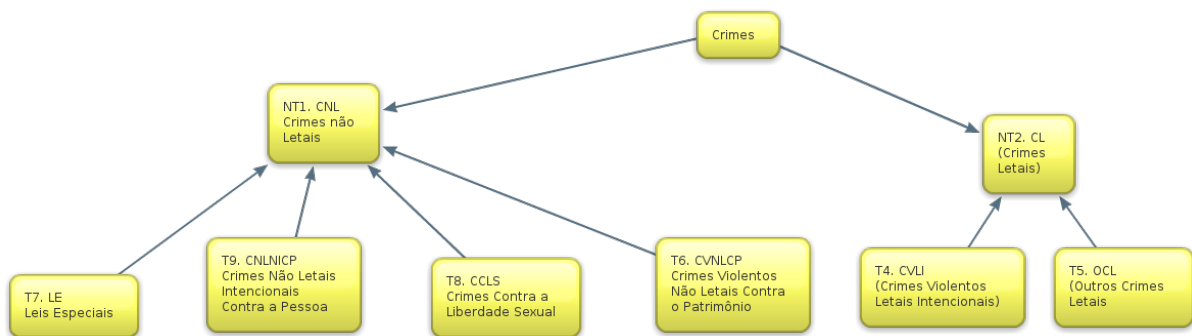 Crimes
NT1. CNL
Crimes não
Letais
NT2. CL
(Crimes
Letais)
T7. LE
Leis Especiais
T9. CNLNICP
Crimes Não Letais
Intencionais
Contra a Pessoa
T8. CCLS
Crimes Contra a
Liberdade Sexual
T6. CVNLCP
Crimes Violentos
Não Letais Contra
o Patrimônio
T4. CVLI
(Crimes Violentos
Letais Intencionais)
T5. OCL
(Outros Crimes
Letais